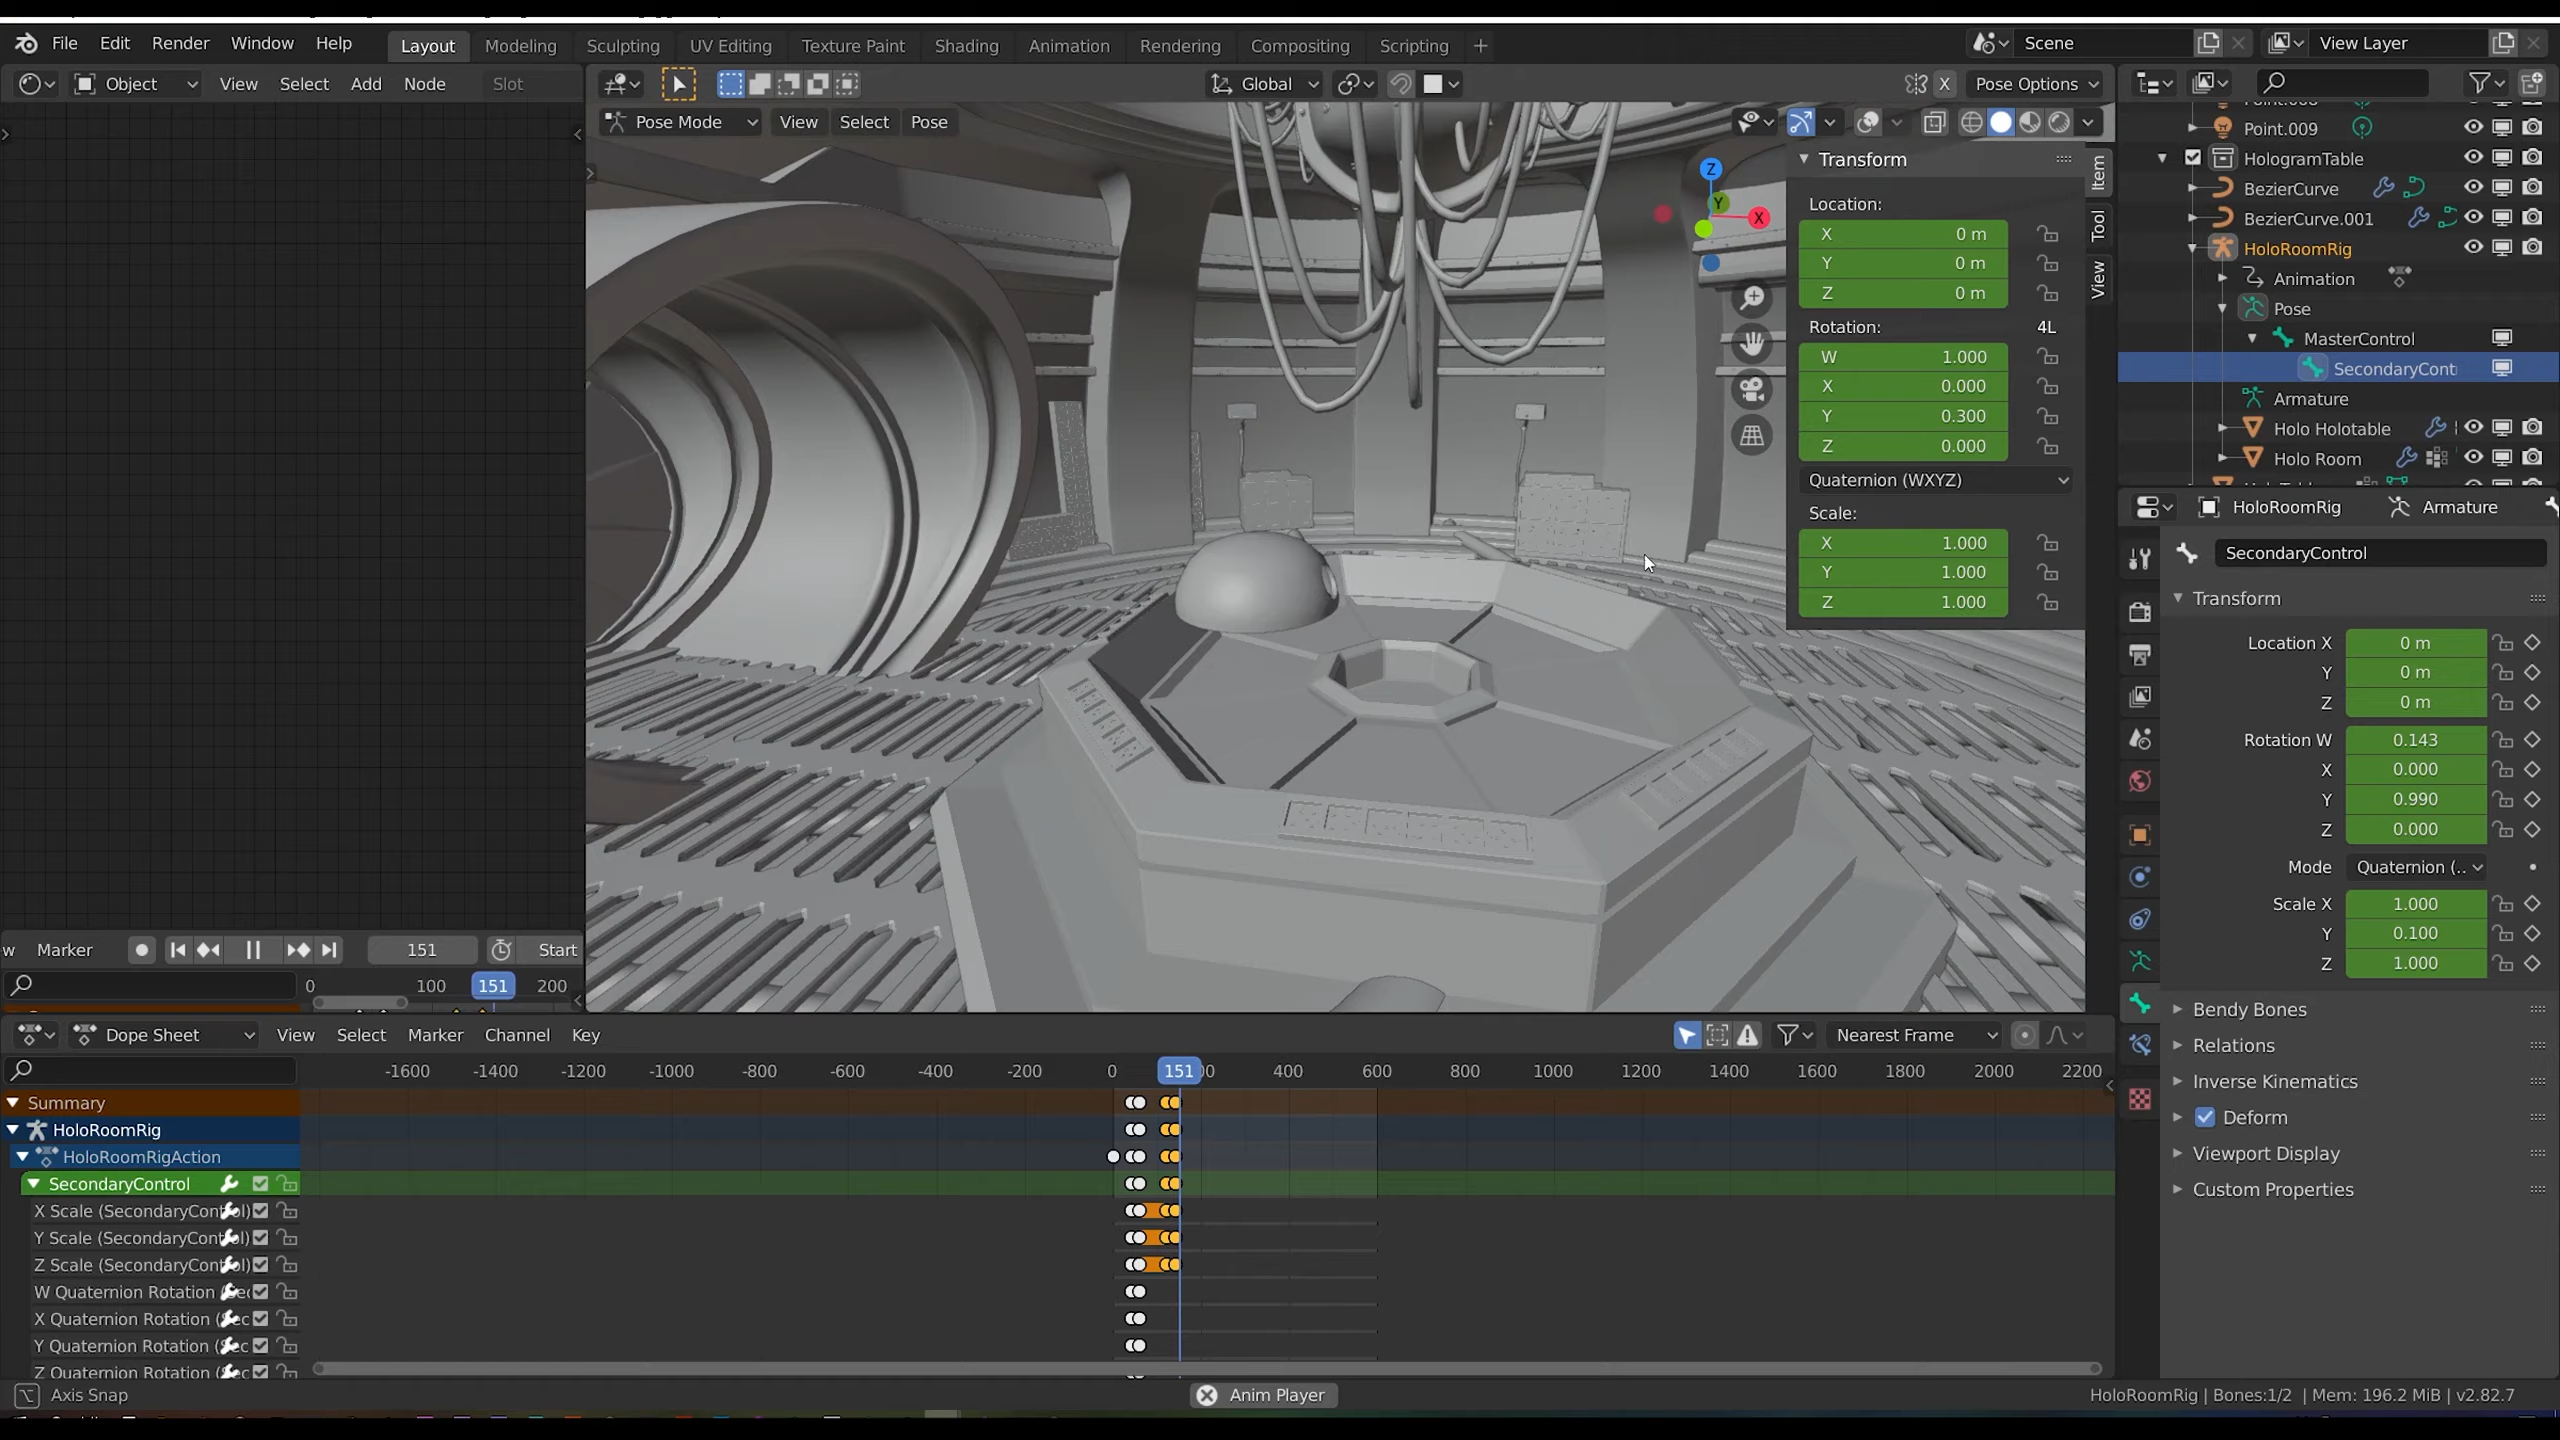 File Edit Render Window Help Layout Modeling Sculpting UV Editing Texture Paint Shading Animation Rendering Compositing Scripting + Scene View Layer
Object View Select Add Node Slot Global X Pose Options
Pose Mode View Select Pose
Point.009
HologramTable
BezierCurve
BezierCurve.001
HoloRoomRig
Animation
Pose
MasterControl
SecondaryCont
Armature
Holo Holotable
Holo Room
Z
Y
X
Transform
Location:
X 0 m
Y 0 m
Z 0 m
Rotation: 4L
W 1.000
X 0.000
Y 0.300
Z 0.000
Quaternion (WXYZ)
Scale:
X 1.000
Y 1.000
Z 1.000
Item
Tool
View
HoloRoomRig Armature
SecondaryControl
Transform
Location X 0 m
Y 0 m
Z 0 m
Rotation W 0.143
X 0.000
Y 0.990
Z 0.000
Mode Quaternion (..
Scale X 1.000
Y 0.100
Z 1.000
Bendy Bones
Relations
Inverse Kinematics
Deform
Viewport Display
Custom Properties
w Marker 151 Start
0 100 151 200
Dope Sheet View Select Marker Channel Key Nearest Frame
-1600 -1400 -1200 -1000 -800 -600 -400 -200 0 151 400 600 800 1000 1200 1400 1600 1800 2000 2200
Summary
HoloRoomRig
HoloRoomRigAction
SecondaryControl
X Scale (SecondaryControl)
Y Scale (SecondaryControl)
Z Scale (SecondaryControl)
W Quaternion Rotation (Sec
X Quaternion Rotation (Sec
Y Quaternion Rotation (Sec
Z Quaternion Rotation (Sec
Axis Snap Anim Player HoloRoomRig | Bones:1/2 | Mem: 196.2 MiB | v2.82.7